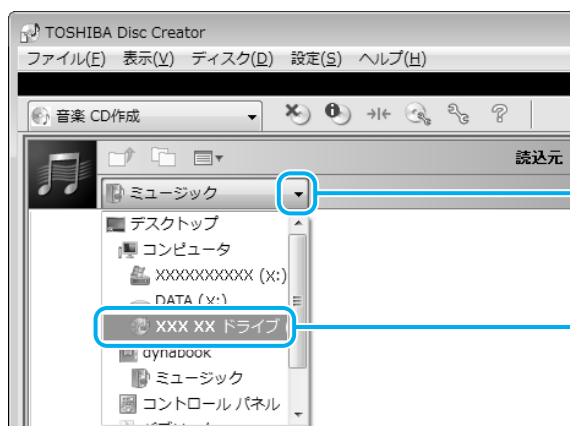 TOSHIBA Disc Creator
ファイル(F) 表示(V) ディスク(D) 設定(S) ヘルプ(H)
音楽 CD作成
読込元
ミュージック
デスクトップ
コンピュータ
XXXXXXXXXX (X:)
DATA (X:)
XXX XX ドライブ (
dynabook
ミュージック
コントロール パネル